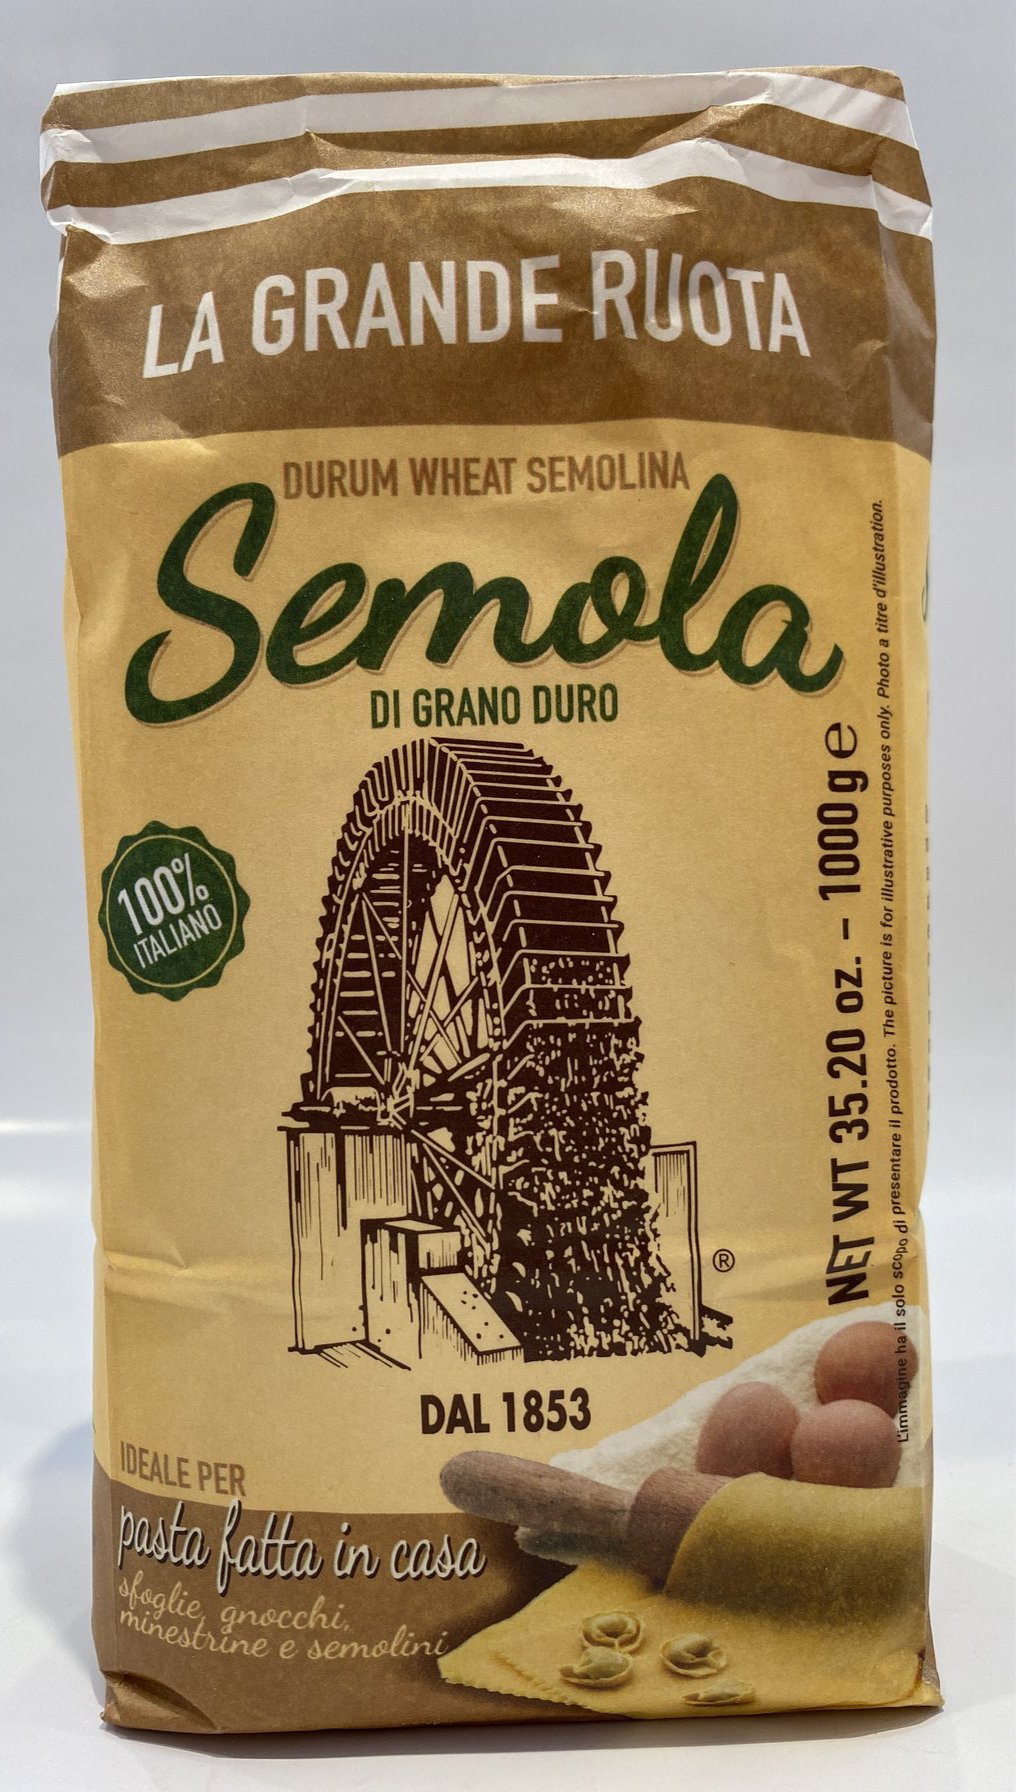 LA GRANDE RUOTA
DURUM WHEAT SEMOLINA
Semola
DI GRANO DURO
100%
ITALIANO
®
DAL 1853
IDEALE PER
pasta fatta in casa
sfoglie, gnocchi,
minestrine e semolini
NET WT 35.20 oz. – 1000 g ℮
L'immagine ha il solo scopo di presentare il prodotto. The picture is for illustrative purposes only. Photo a titre d'illustration.